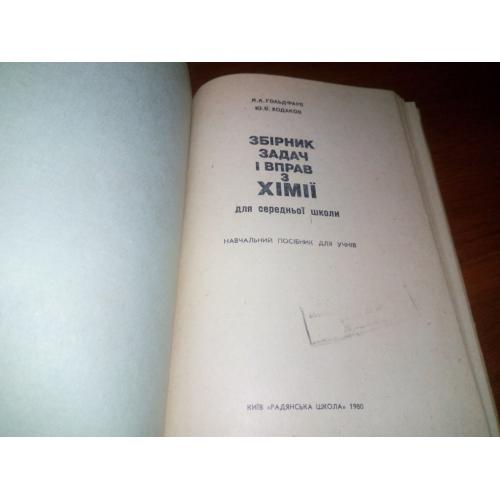 Я.Л.ГОЛЬДФАРБ
Ю.В.ХОДАКОВ
ЗБІРНИК
ЗАДАЧ
І ВПРАВ
З
ХІМІЇ
для середньої школи
НАВЧАЛЬНИЙ ПОСІБНИК ДЛЯ УЧНІВ
КИЇВ «РАДЯНСЬКА ШКОЛА» 1980